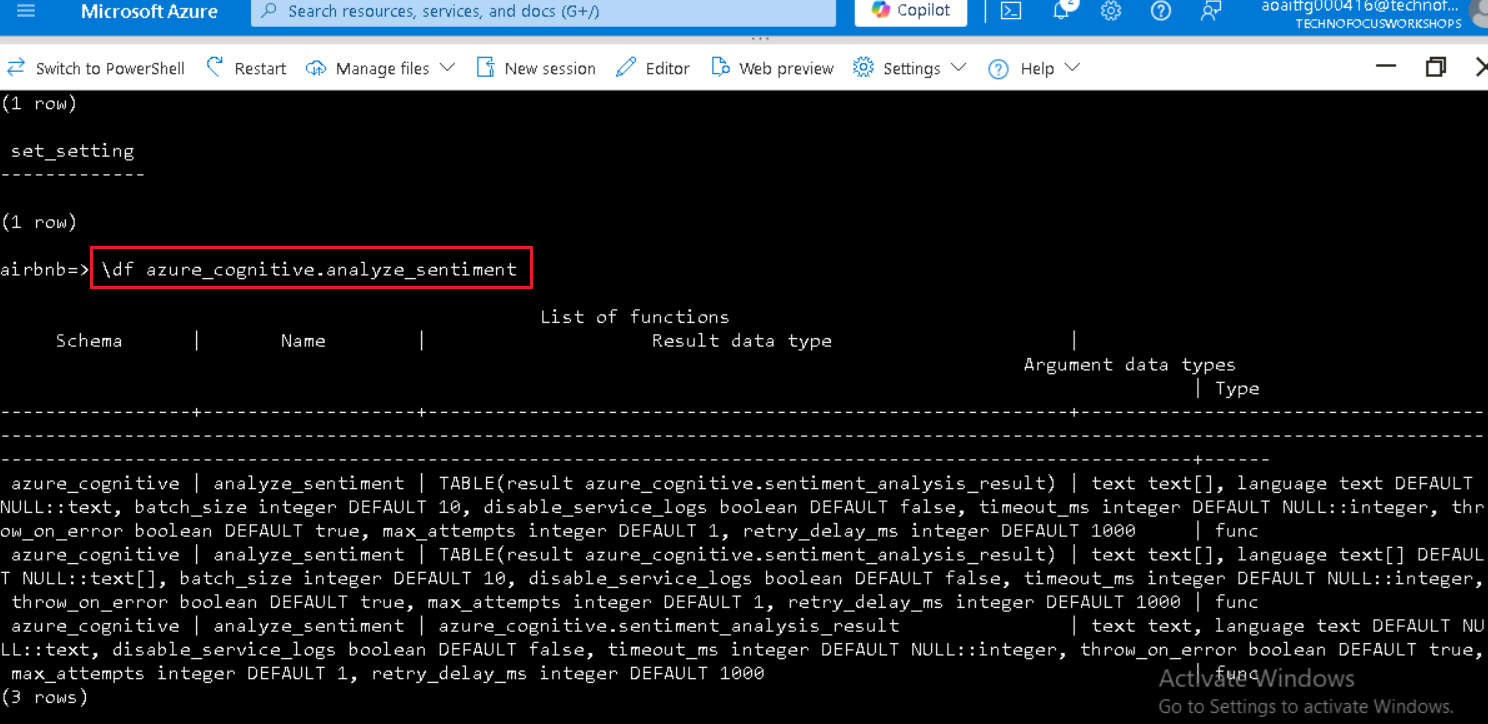 Microsoft Azure
Search resources, services, and docs (G+/)
Copilot
2
aoaitfg000416@technof...
TECHNOFOCUSWORKSHOPS
Switch to PowerShell Restart Manage files New session Editor Web preview Settings Help
(1 row)
set_setting
-------------
(1 row)
airbnb=> \df azure_cognitive.analyze_sentiment
List of functions
Schema | Name | Result data type |
Argument data types
| Type
-----------------+--------------------+----------------------------------------------------------+-------------------------------------
------------------------------------------------------------------------------------------------------------------------------------
----------------------------------------------------------------------------------------------------------+------
azure_cognitive | analyze_sentiment | TABLE(result azure_cognitive.sentiment_analysis_result) | text text[], language text DEFAULT
NULL::text, batch_size integer DEFAULT 10, disable_service_logs boolean DEFAULT false, timeout_ms integer DEFAULT NULL::integer, thr
ow_on_error boolean DEFAULT true, max_attempts integer DEFAULT 1, retry_delay_ms integer DEFAULT 1000 | func
azure_cognitive | analyze_sentiment | TABLE(result azure_cognitive.sentiment_analysis_result) | text text[], language text[] DEFAUL
T NULL::text[], batch_size integer DEFAULT 10, disable_service_logs boolean DEFAULT false, timeout_ms integer DEFAULT NULL::integer,
throw_on_error boolean DEFAULT true, max_attempts integer DEFAULT 1, retry_delay_ms integer DEFAULT 1000 | func
azure_cognitive | analyze_sentiment | azure_cognitive.sentiment_analysis_result | text text, language text DEFAULT NU
LL::text, disable_service_logs boolean DEFAULT false, timeout_ms integer DEFAULT NULL::integer, throw_on_error boolean DEFAULT true,
max_attempts integer DEFAULT 1, retry_delay_ms integer DEFAULT 1000 | func
(3 rows)
Activate Windows
Go to Settings to activate Windows.